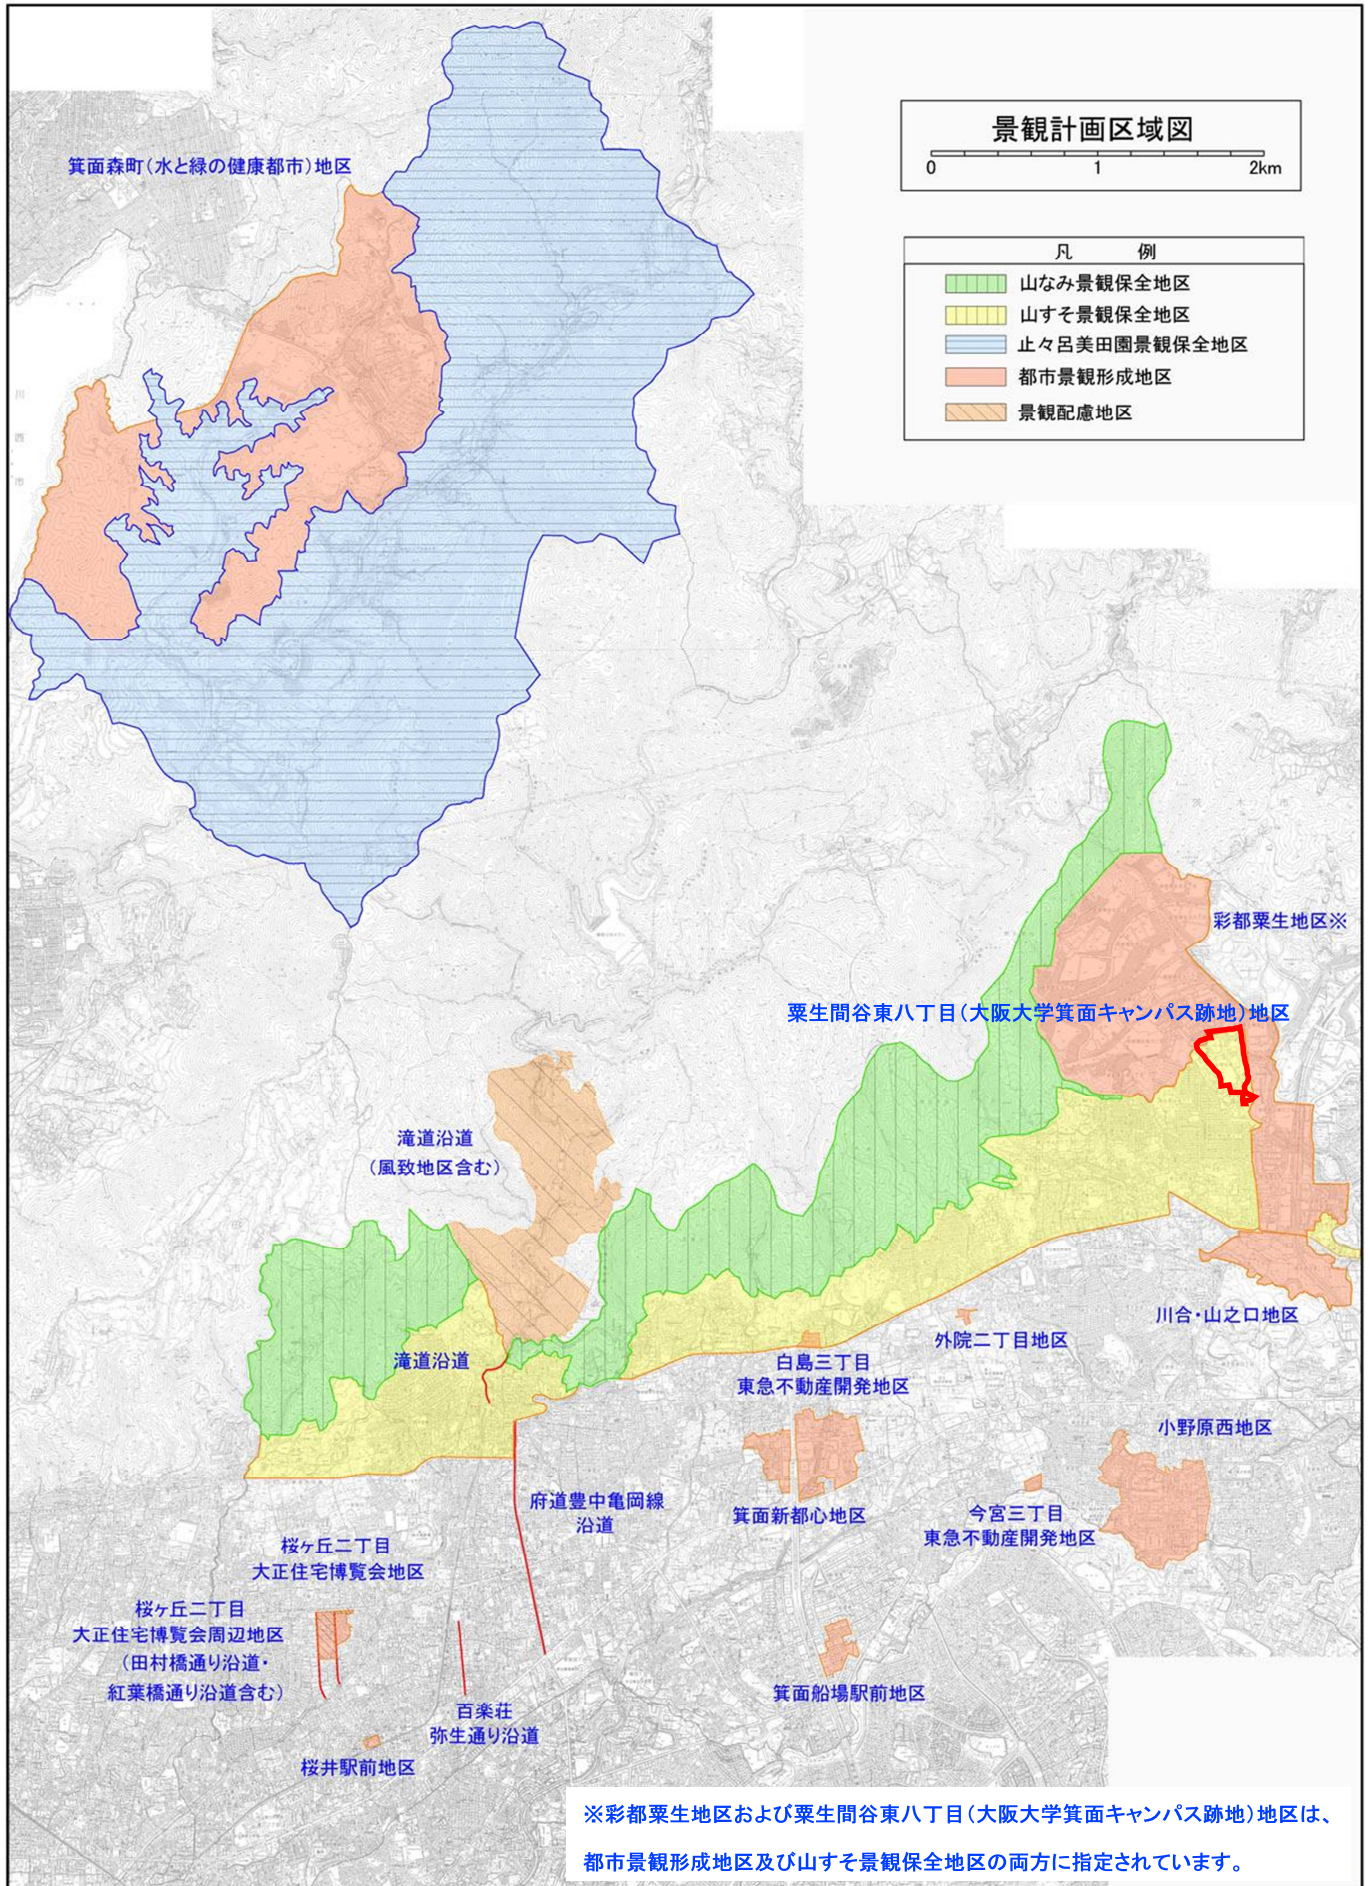 景観計画区域図
0 1 2km
凡 例
山なみ景観保全地区
山すそ景観保全地区
止々呂美田園景観保全地区
都市景観形成地区
景観配慮地区
箕面森町(水と緑の健康都市)地区
川
西
市
茨 木 市
彩都粟生地区※
粟生間谷東八丁目(大阪大学箕面キャンパス跡地)地区
滝道沿道
(風致地区含む)
川合・山之口地区
外院二丁目地区
滝道沿道
白島三丁目
東急不動産開発地区
小野原西地区
府道豊中亀岡線
沿道
箕面新都心地区
今宮三丁目
東急不動産開発地区
桜ヶ丘二丁目
大正住宅博覧会地区
桜ヶ丘二丁目
大正住宅博覧会周辺地区
(田村橋通り沿道・
紅葉橋通り沿道含む)
箕面船場駅前地区
百楽荘
弥生通り沿道
桜井駅前地区
※彩都粟生地区および粟生間谷東八丁目(大阪大学箕面キャンパス跡地)地区は、
都市景観形成地区及び山すそ景観保全地区の両方に指定されています。